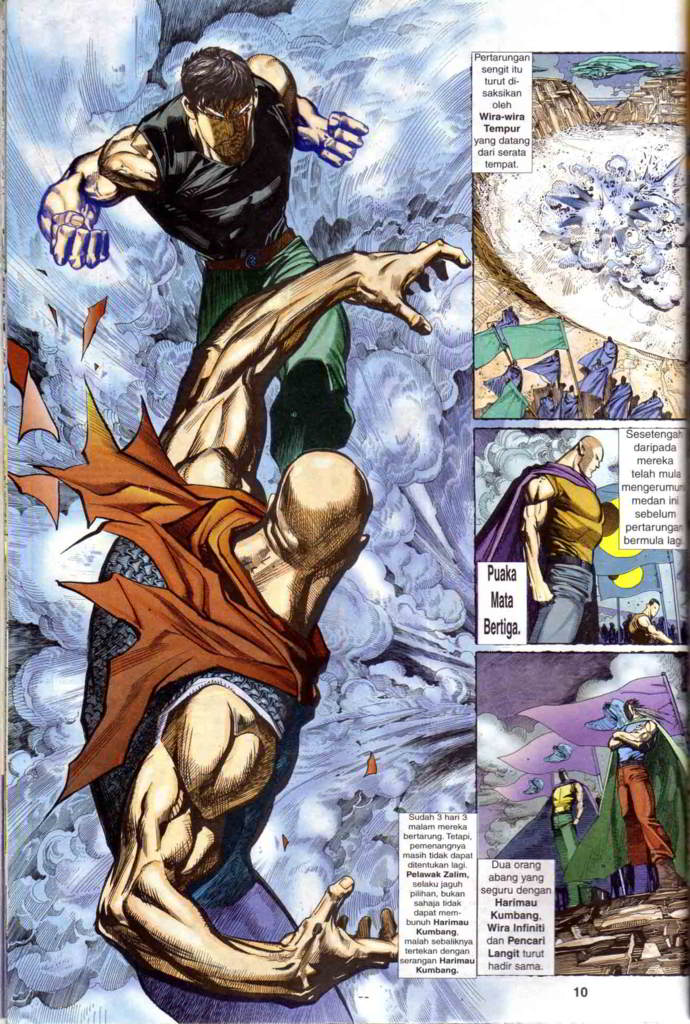 Pertarungan
sengit itu
turut di-
saksikan
oleh
Wira-wira
Tempur
yang datang
dari serata
tempat.
Sesetengah
daripada
mereka
telah mula
mengerumuni
medan ini
sebelum
pertarungan
bermula lagi.
Puaka
Mata
Bertiga.
Sudah 3 hari 3
malam mereka
bertarung. Tetapi,
pemenangnya
masih tidak dapat
ditentukan lagi.
Pelawak Zalim,
selaku jaguh
pilihan, bukan
sahaja tidak
dapat mem-
bunuh Harimau
Kumbang,
malah sebaliknya
tertekan dengan
serangan Harimau
Kumbang.
Dua orang
abang yang
seguru dengan
Harimau
Kumbang,
Wira Infiniti
dan Pencari
Langit turut
hadir sama.
10